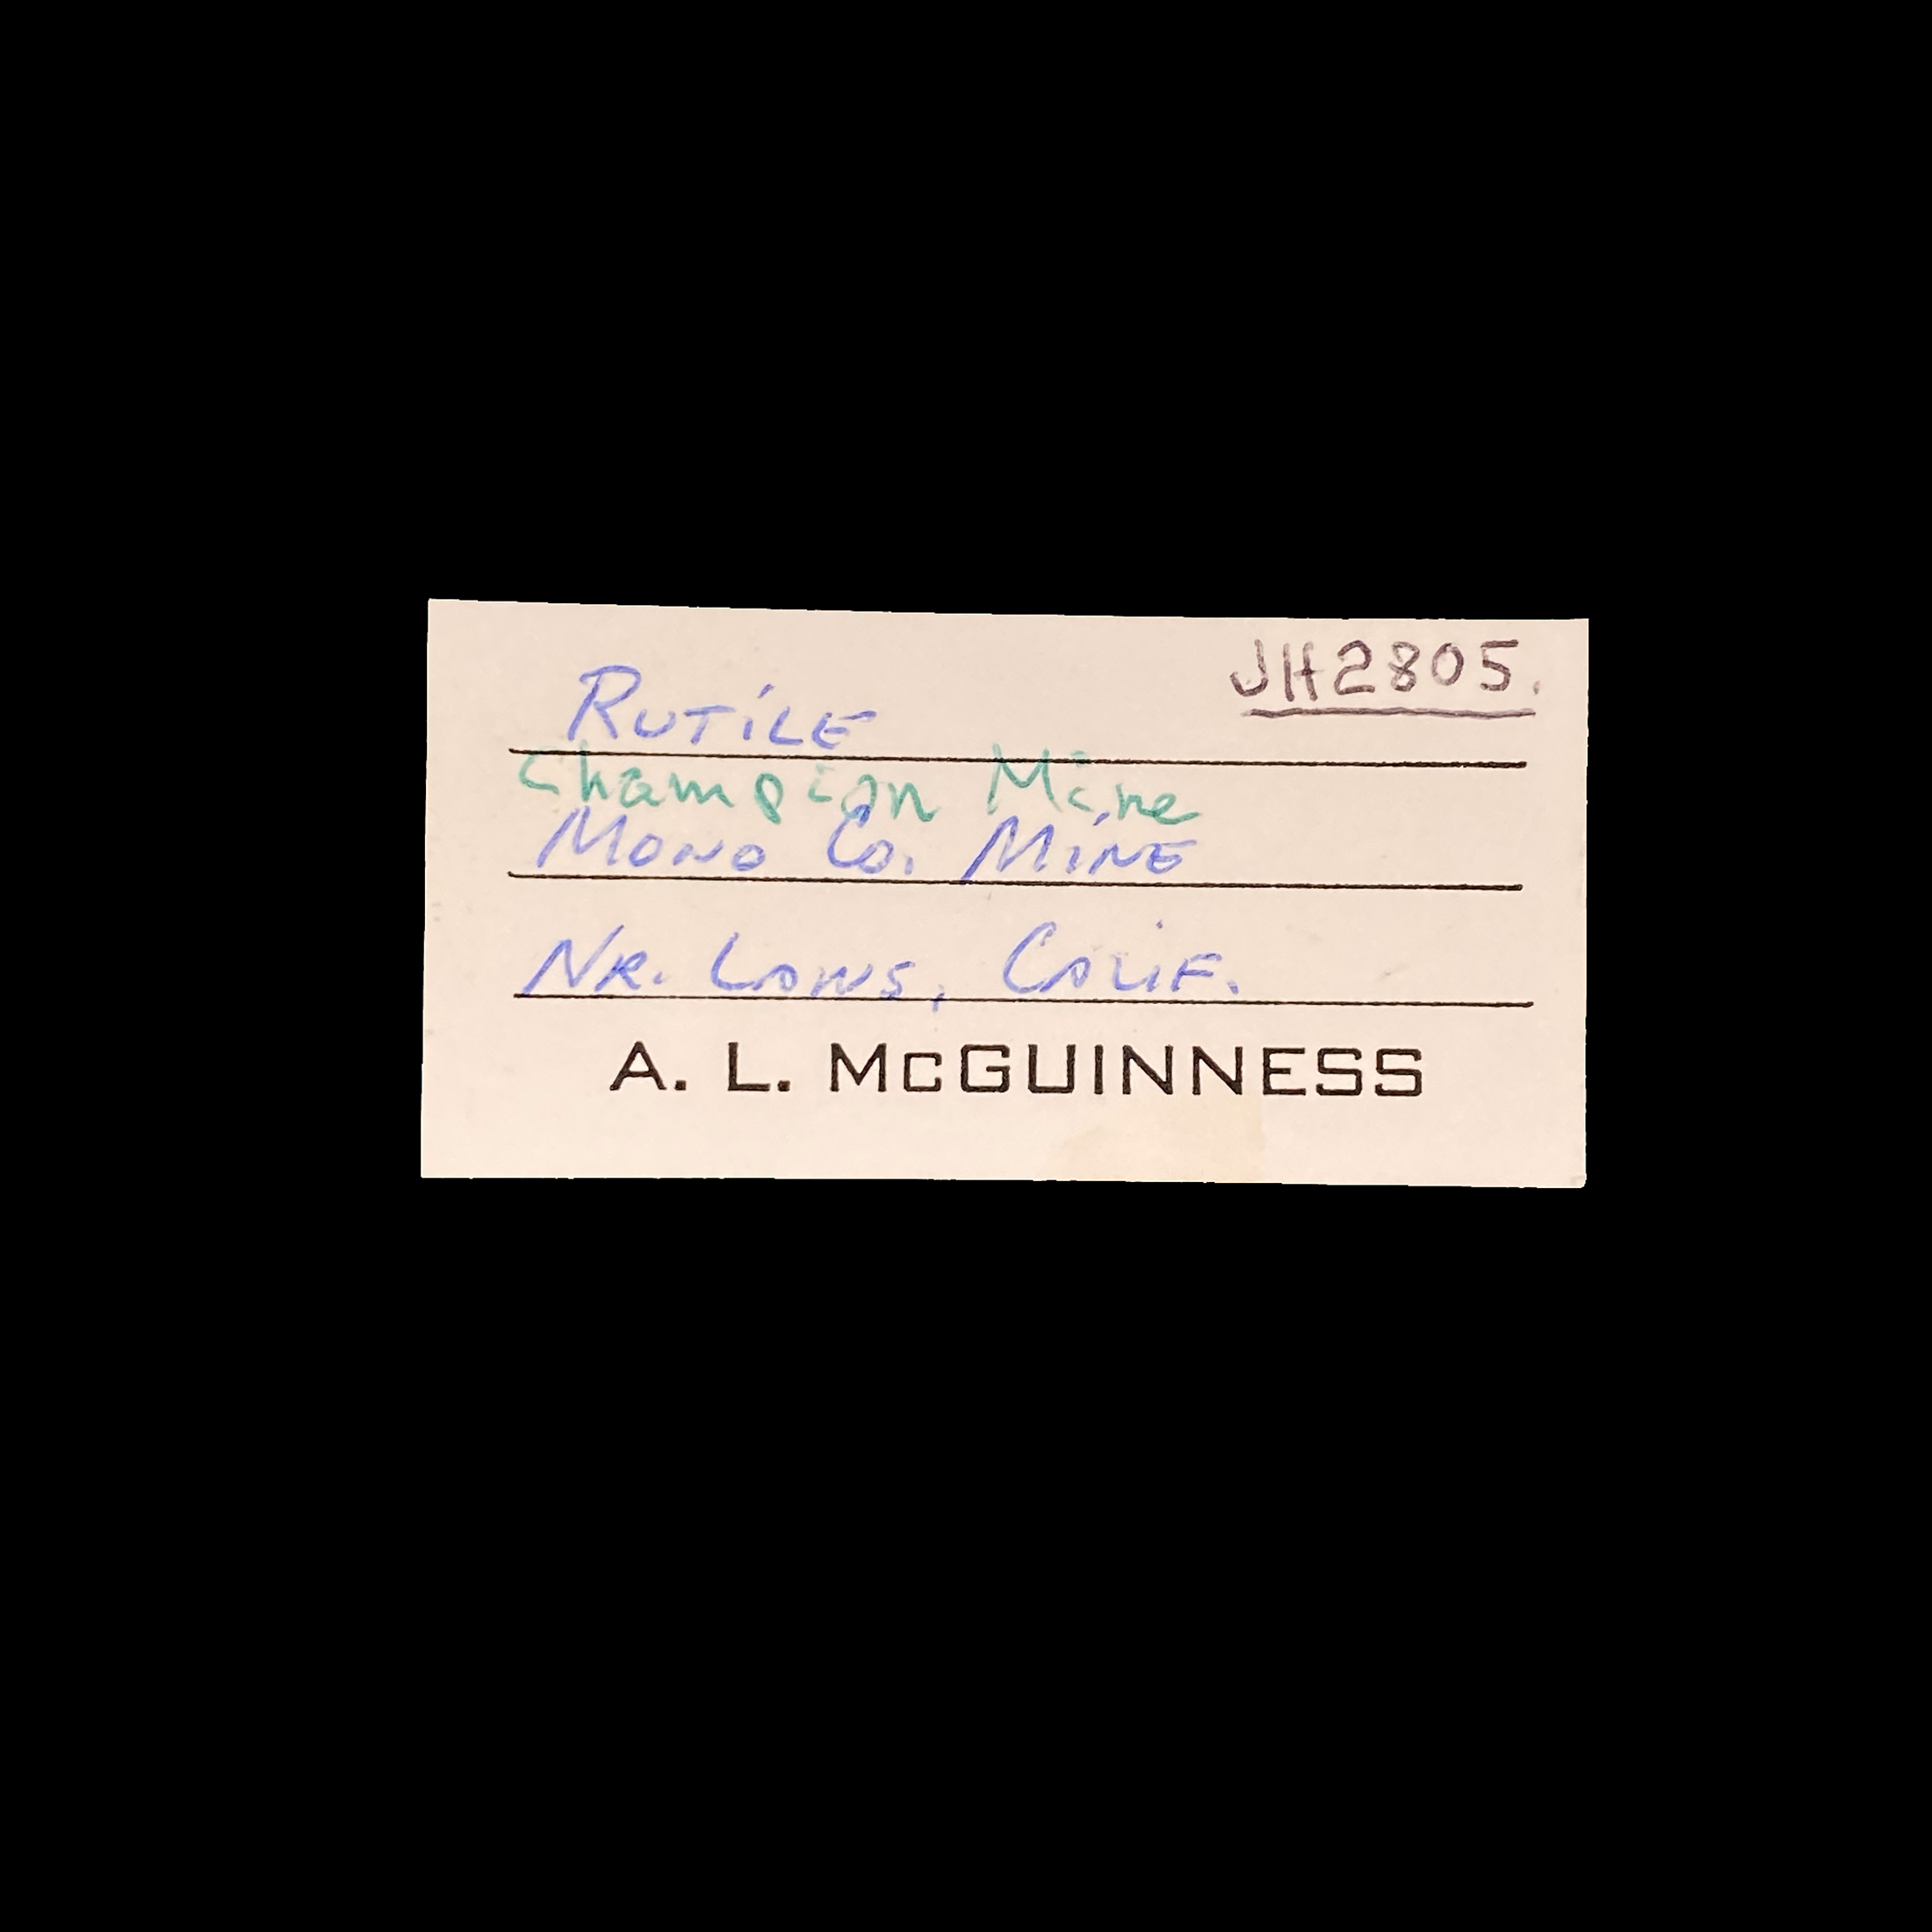 JH2805.
RUTiLE
Champion Mine
MONO Co. MiNE
NR. LAWS, CALiF.
A. L. McGUINNESS